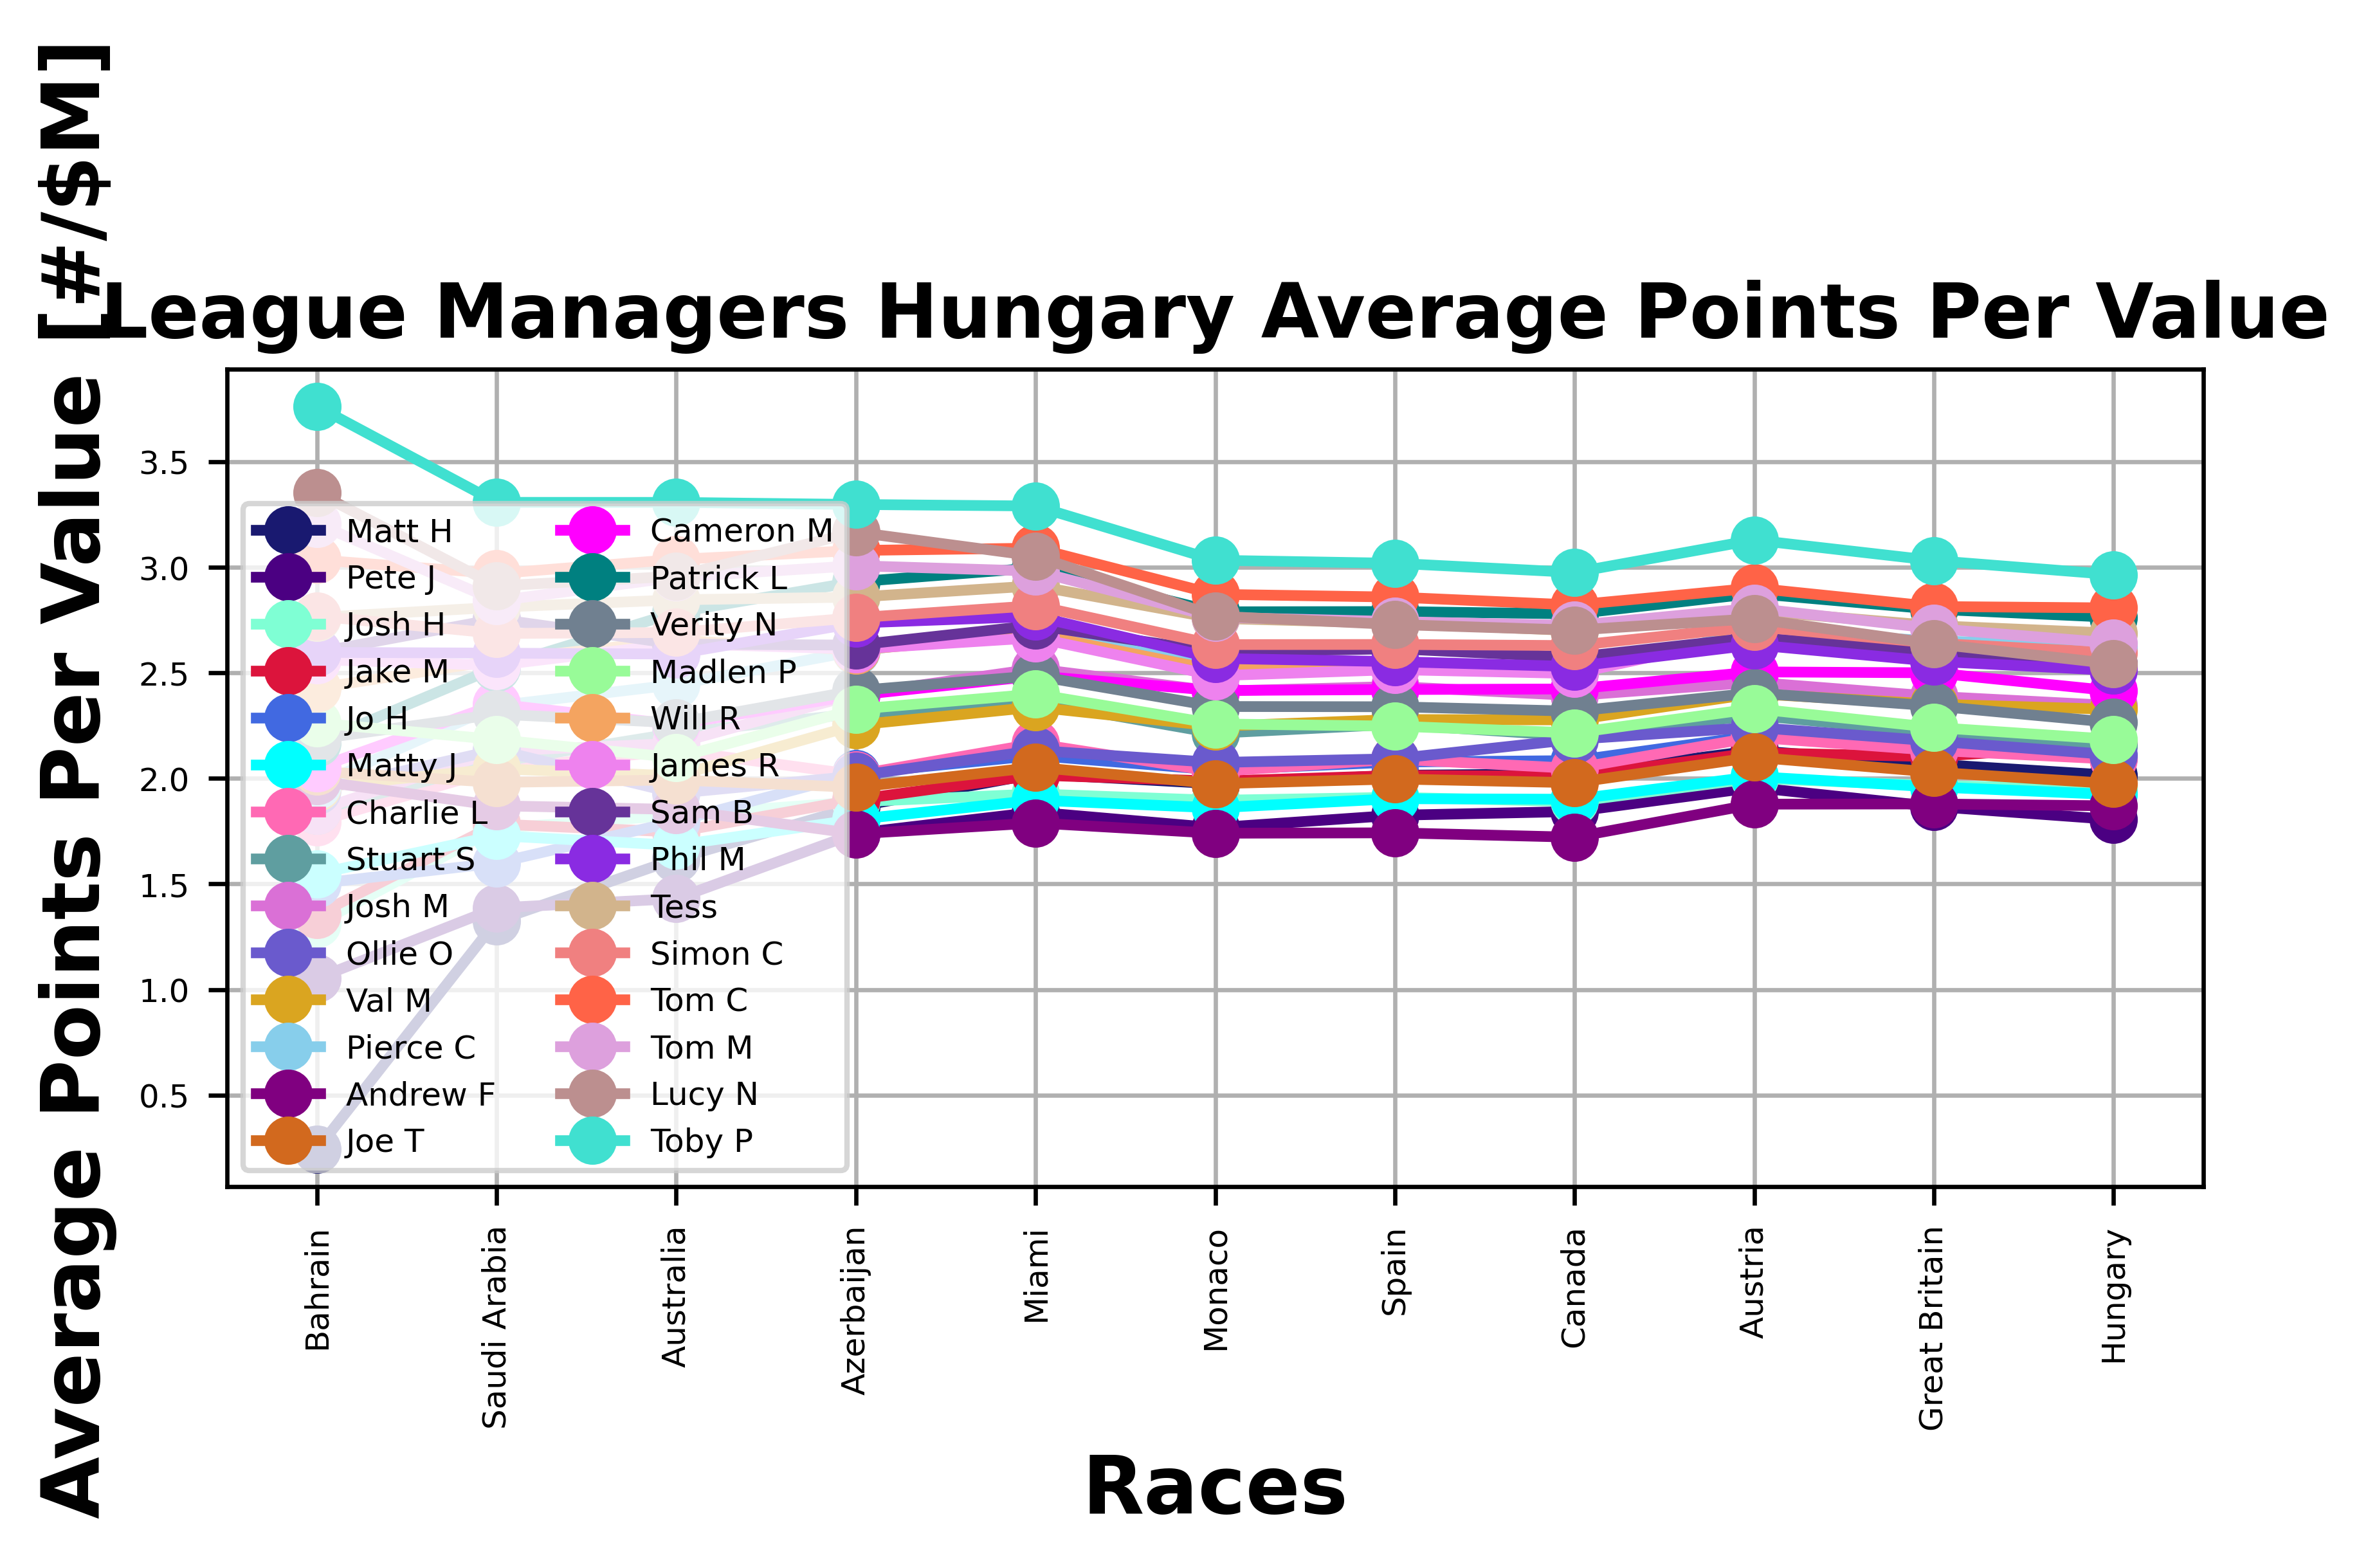 League Managers Hungary Average Points Per Value
Average Points Per Value [#/$M]
3.5
3.0
2.5
2.0
1.5
1.0
0.5
Matt H
Pete J
Josh H
Jake M
Jo H
Matty J
Charlie L
Stuart S
Josh M
Ollie O
Val M
Pierce C
Andrew F
Joe T
Cameron M
Patrick L
Verity N
Madlen P
Will R
James R
Sam B
Phil M
Tess
Simon C
Tom C
Tom M
Lucy N
Toby P
Bahrain
Saudi Arabia
Australia
Azerbaijan
Miami
Monaco
Spain
Canada
Austria
Great Britain
Hungary
Races